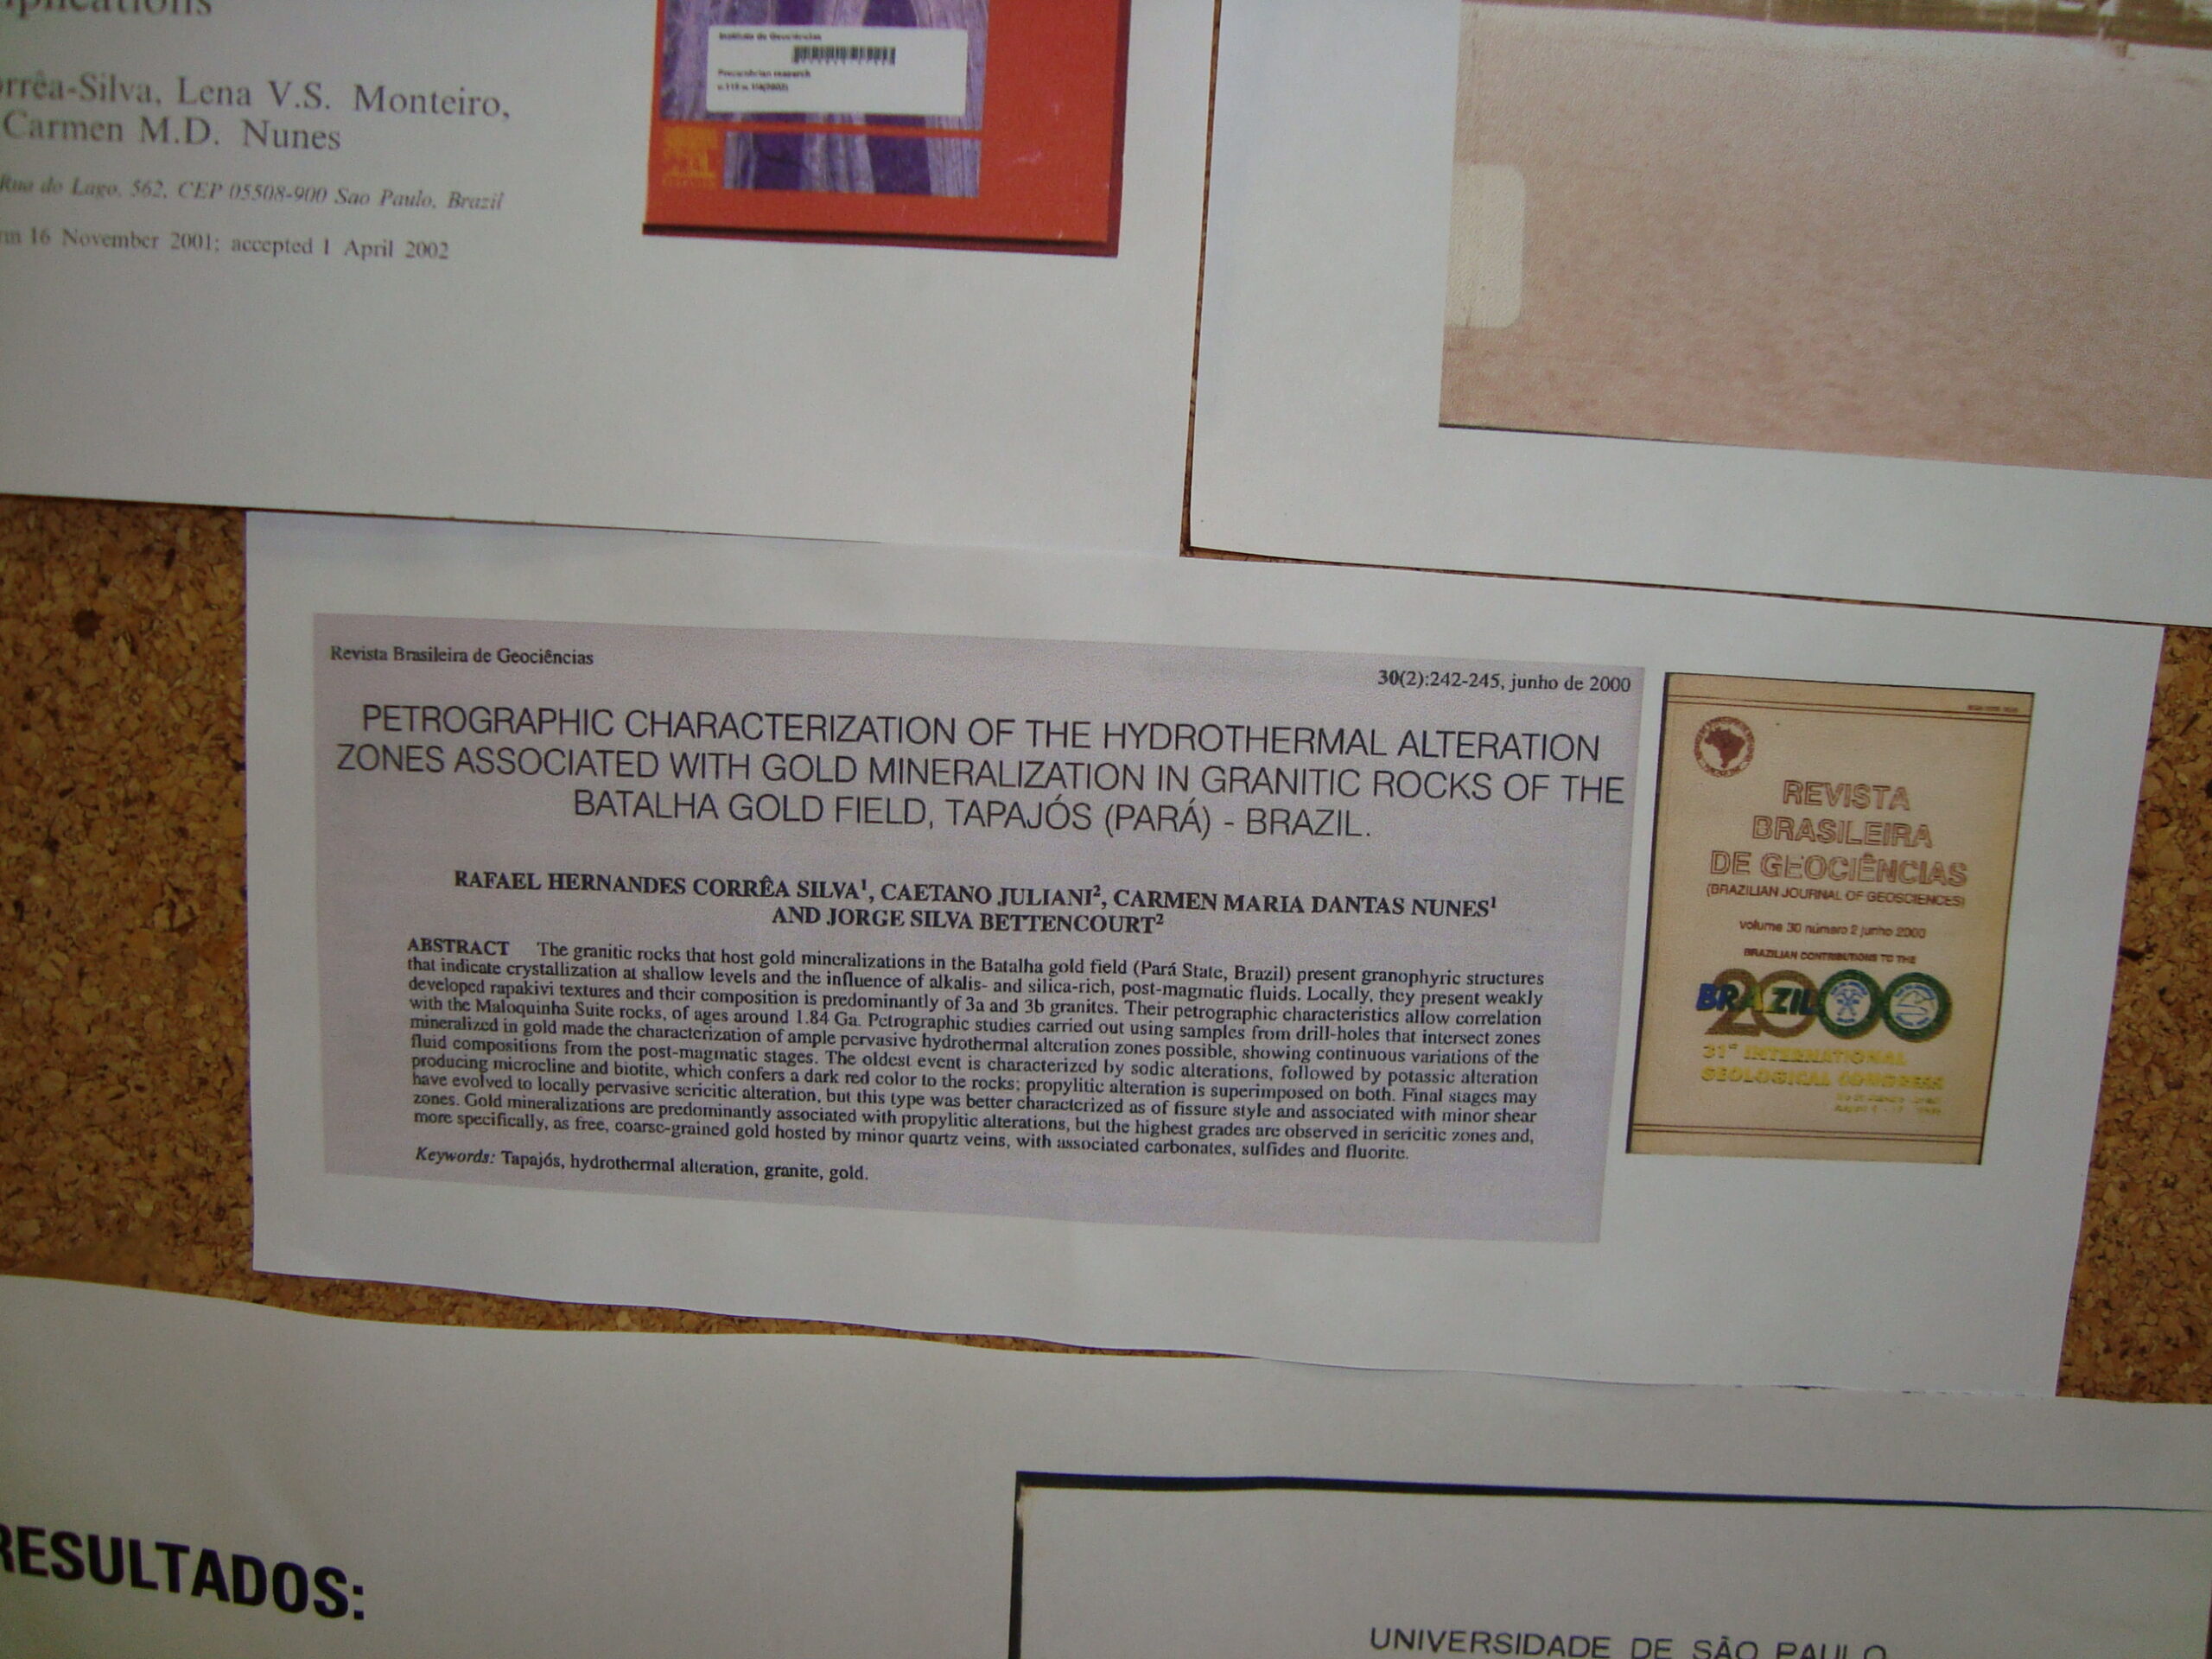 orrêa-Silva, Lena V.S. Monteiro,
Carmen M.D. Nunes
Rua do Lago, 562, CEP 05508-900 Sao Paulo, Brazil
16 November 2001; accepted 1 April 2002
Instituto de Geociências
Precambrian research
Revista Brasileira de Geociências
30(2):242-245, junho de 2000
PETROGRAPHIC CHARACTERIZATION OF THE HYDROTHERMAL ALTERATION
ZONES ASSOCIATED WITH GOLD MINERALIZATION IN GRANITIC ROCKS OF THE
BATALHA GOLD FIELD, TAPAJÓS (PARÁ) - BRAZIL.
RAFAEL HERNANDES CORRÊA SILVA¹, CAETANO JULIANI², CARMEN MARIA DANTAS NUNES¹
AND JORGE SILVA BETTENCOURT²
ABSTRACT The granitic rocks that host gold mineralizations in the Batalha gold field (Pará State, Brazil) present granophyric structures
that indicate crystallization at shallow levels and the influence of alkalis- and silica-rich, post-magmatic fluids. Locally, they present weakly
developed rapakivi textures and their composition is predominantly of 3a and 3b granites. Their petrographic characteristics allow correlation
with the Maloquinha Suite rocks, of ages around 1.84 Ga. Petrographic studies carried out using samples from drill-holes that intersect zones
mineralized in gold made the characterization of ample pervasive hydrothermal alteration zones possible, showing continuous variations of the
fluid compositions from the post-magmatic stages. The oldest event is characterized by sodic alterations, followed by potassic alteration
producing microcline and biotite, which confers a dark red color to the rocks; propylitic alteration is superimposed on both. Final stages may
have evolved to locally pervasive sericitic alteration, but this type was better characterized as of fissure style and associated with minor shear
zones. Gold mineralizations are predominantly associated with propylitic alterations, but the highest grades are observed in sericitic zones and,
more specifically, as free, coarse-grained gold hosted by minor quartz veins, with associated carbonates, sulfides and fluorite.
Keywords: Tapajós, hydrothermal alteration, granite, gold.
REVISTA
BRASILEIRA
DE GEOCIÊNCIAS
(BRAZILIAN JOURNAL OF GEOSCIENCES)
volume 30 número 2 junho 2000
BRAZILIAN CONTRIBUTIONS TO THE
BRAZIL 2000
31st INTERNATIONAL
GEOLOGICAL CONGRESS
RESULTADOS:
UNIVERSIDADE DE SÃO PAULO